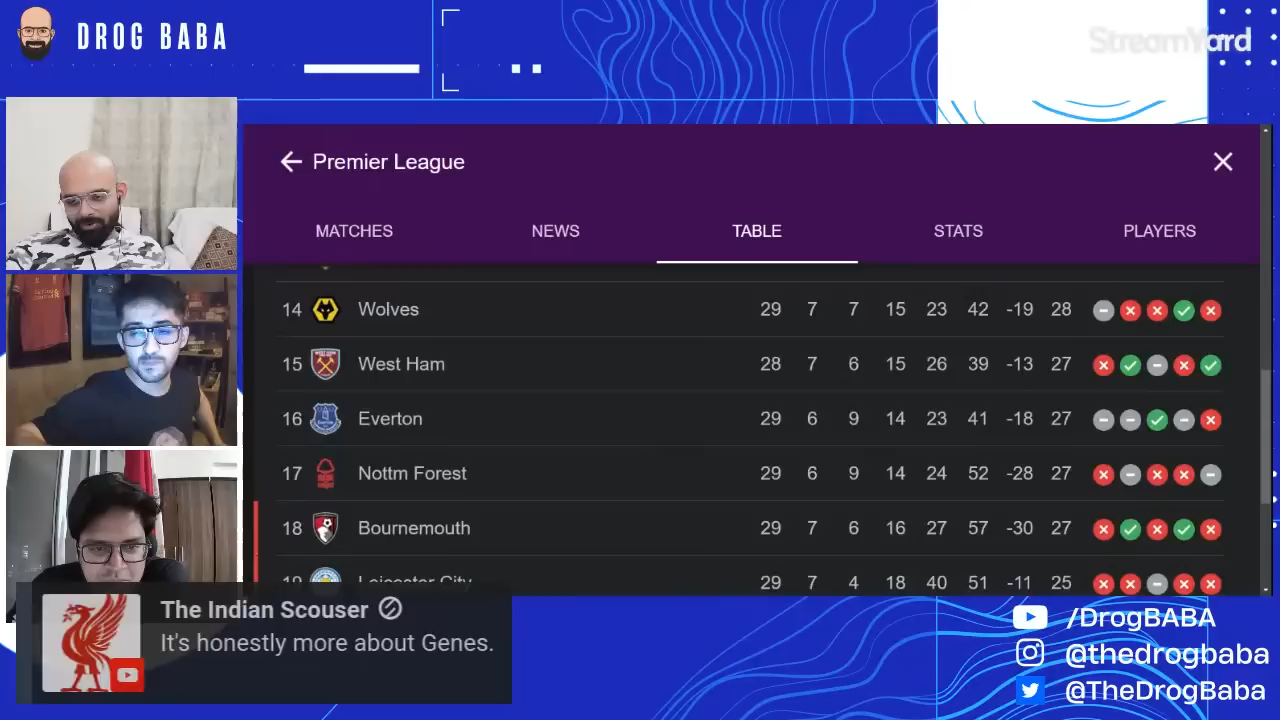 DROG BABA
StreamYard
Premier League
MATCHES NEWS TABLE STATS PLAYERS
14 Wolves 29 7 7 15 23 42 -19 28
15 West Ham 28 7 6 15 26 39 -13 27
16 Everton 29 6 9 14 23 41 -18 27
17 Nottm Forest 29 6 9 14 24 52 -28 27
18 Bournemouth 29 7 6 16 27 57 -30 27
19 Leicester City 29 7 4 18 40 51 -11 25
The Indian Scouser
It's honestly more about Genes.
/DrogBABA
@thedrogbaba
@TheDrogBaba